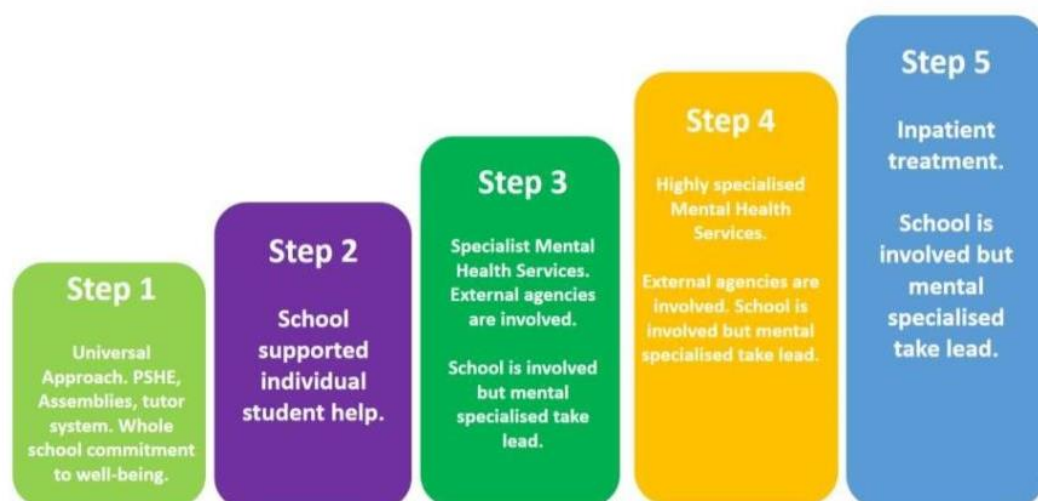 Step 1
Universal
Approach. PSHE,
Assemblies, tutor
system. Whole
school commitment
to well-being.
Step 2
School
supported
individual
student help.
Step 3
Specialist Mental
Health Services.
External agencies
are involved.
School is involved
but mental
specialised take
lead.
Step 4
Highly specialised
Mental Health
Services.
External agencies are
involved. School is
involved but mental
specialised take lead.
Step 5
Inpatient
treatment.
School is
involved but
mental
specialised
take lead.